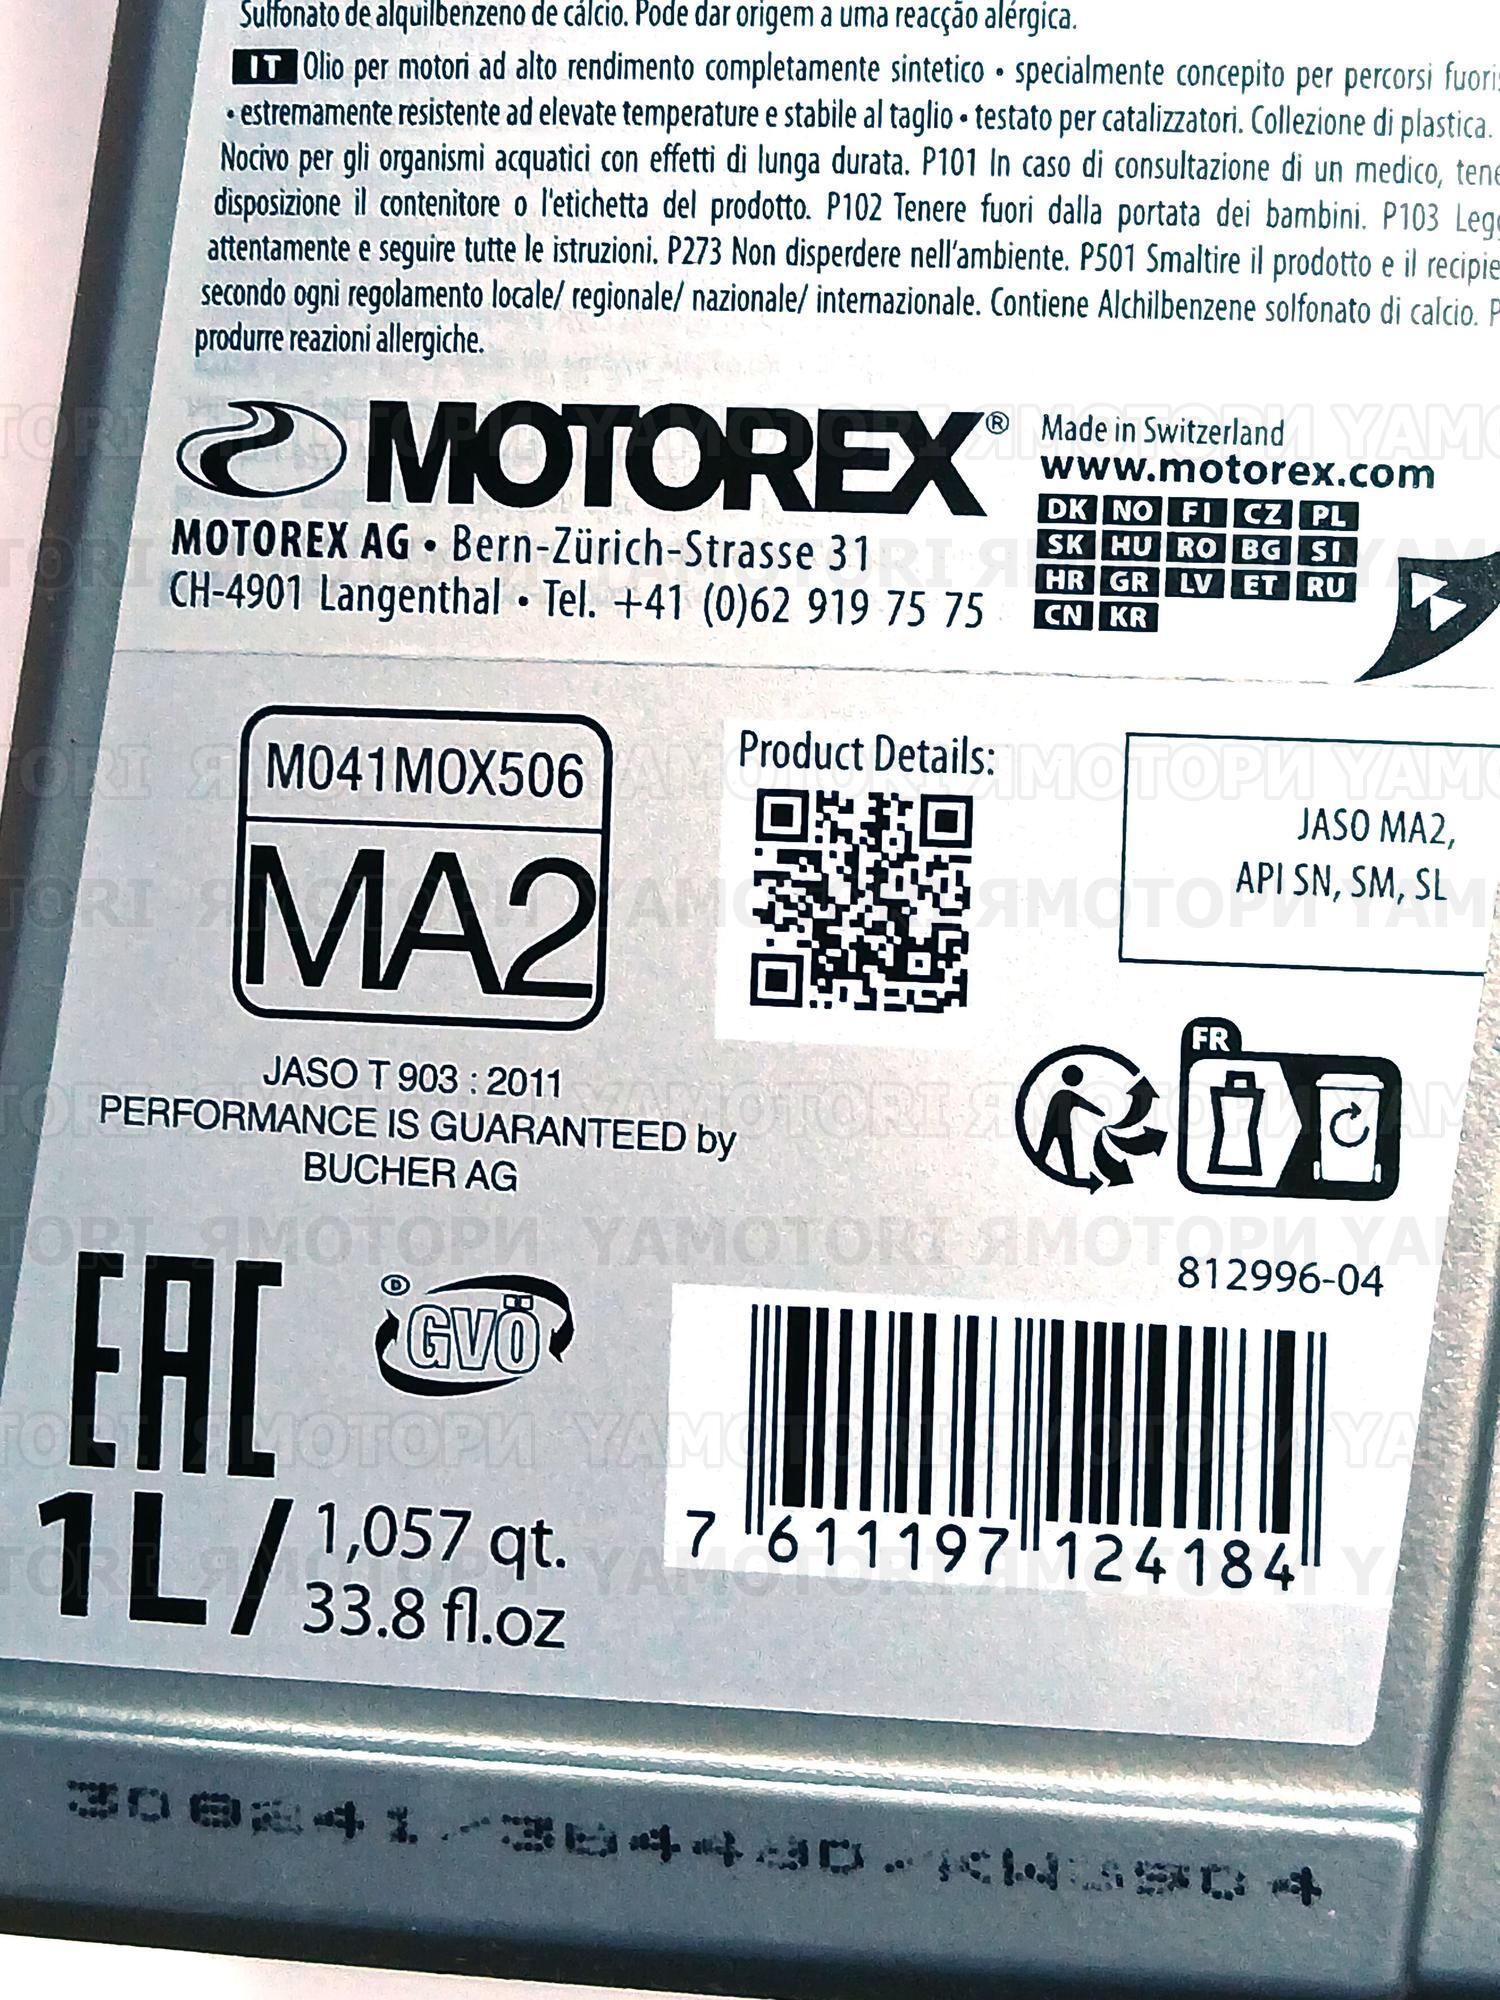 Sulfonato de alquilbenzeno de cálcio. Pode dar origem a uma reacção alérgica.
IT Olio per motori ad alto rendimento completamente sintetico • specialmente concepito per percorsi
• estremamente resistente ad elevate temperature e stabile al taglio • testato per catalizzatori. Collezione di plastica.
Nocivo per gli organismi acquatici con effetti di lunga durata. P101 In caso di consultazione di un medico,
disposizione il contenitore o l'etichetta del prodotto. P102 Tenere fuori dalla portata dei bambini. P103
attentamente e seguire tutte le istruzioni. P273 Non disperdere nell'ambiente. P501 Smaltire il prodotto e il
secondo ogni regolamento locale/ regionale/ nazionale/ internazionale. Contiene Alchilbenzene solfonato di calcio.
produrre reazioni allergiche.
MOTOREX®
Made in Switzerland
www.motorex.com
DK NO FI CZ PL
SK HU RO BG SI
HR GR LV ET RU
CN KR
MOTOREX AG • Bern-Zürich-Strasse 31
CH-4901 Langenthal • Tel. +41 (0)62 919 75 75
M041MOX506
MA2
Product Details:
JASO MA2,
API SN, SM, SL
JASO T 903 : 2011
PERFORMANCE IS GUARANTEED by
BUCHER AG
FR
812996-04
EAC
GVÖ
1L/ 1,057 qt.
33.8 fl.oz
7 611197 124184
ЯМОТОРИ YAMOTORI